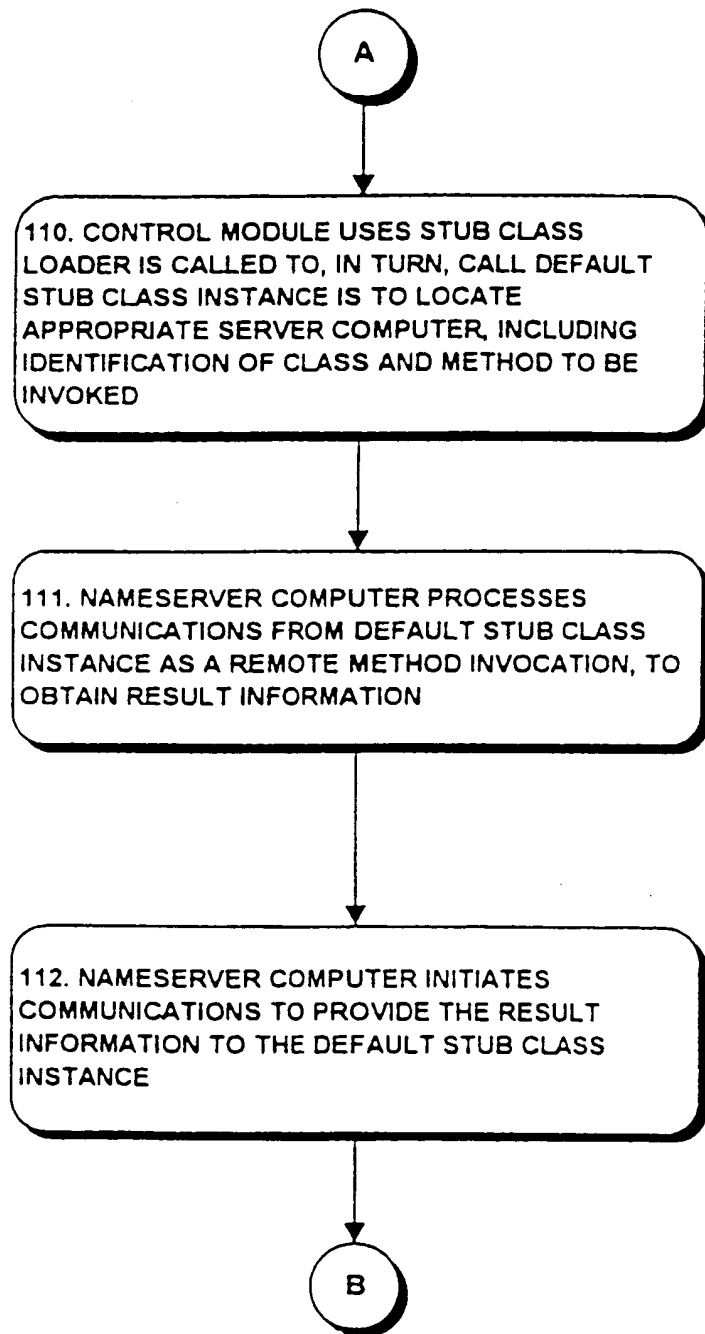 A
110. CONTROL MODULE USES STUB CLASS
LOADER IS CALLED TO, IN TURN, CALL DEFAULT
STUB CLASS INSTANCE IS TO LOCATE
APPROPRIATE SERVER COMPUTER, INCLUDING
IDENTIFICATION OF CLASS AND METHOD TO BE
INVOKED
111. NAMESERVER COMPUTER PROCESSES
COMMUNICATIONS FROM DEFAULT STUB CLASS
INSTANCE AS A REMOTE METHOD INVOCATION, TO
OBTAIN RESULT INFORMATION
112. NAMESERVER COMPUTER INITIATES
COMMUNICATIONS TO PROVIDE THE RESULT
INFORMATION TO THE DEFAULT STUB CLASS
INSTANCE
B